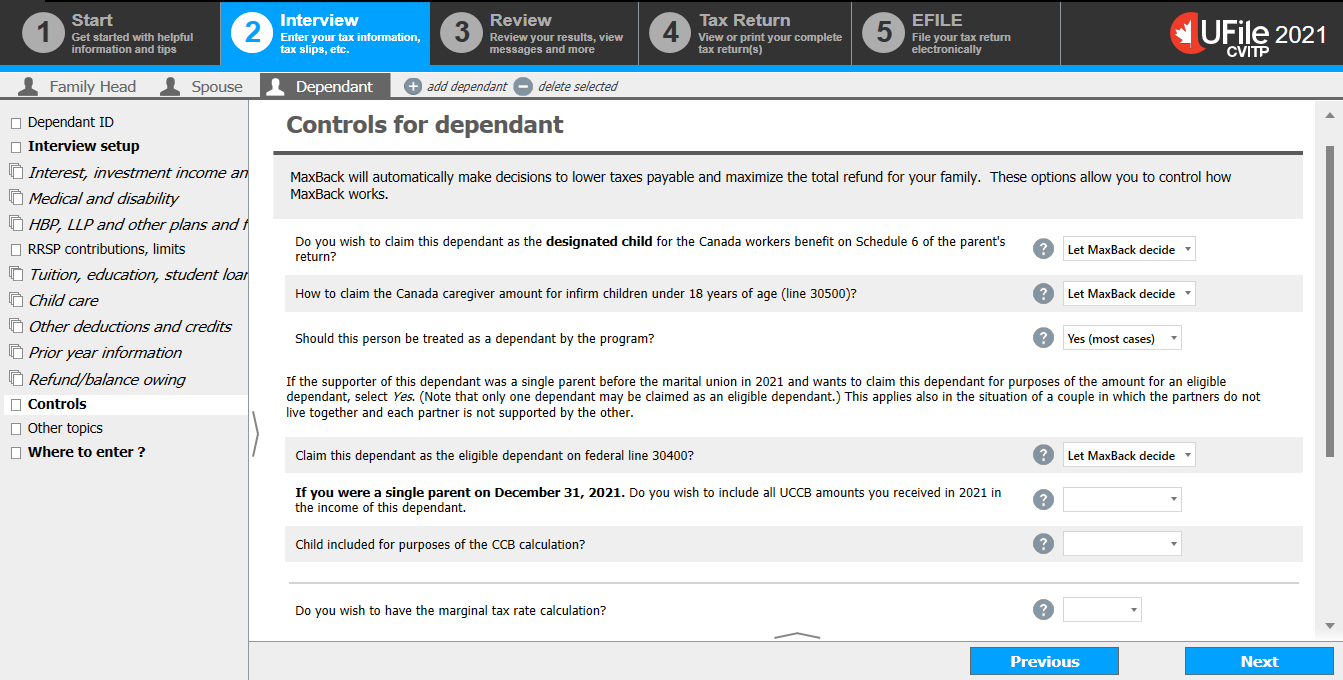 1
Start
Get started with helpful
information and tips
2
Interview
Enter your tax information,
tax slips, etc.
3
Review
Review your results, view
messages and more
4
Tax Return
View or print your complete
tax return(s)
5
EFILE
File your tax return
electronically
UFile 2021
CVITP
Family Head
Spouse
Dependant
add dependant
delete selected
Dependant ID
Interview setup
Interest, investment income an
Medical and disability
HBP, LLP and other plans and f
RRSP contributions, limits
Tuition, education, student loar
Child care
Other deductions and credits
Prior year information
Refund/balance owing
Controls
Other topics
Where to enter ?
Controls for dependant
MaxBack will automatically make decisions to lower taxes payable and maximize the total refund for your family. These options allow you to control how
MaxBack works.
Do you wish to claim this dependant as the designated child for the Canada workers benefit on Schedule 6 of the parent's
return?
? Let MaxBack decide
How to claim the Canada caregiver amount for infirm children under 18 years of age (line 30500)?
? Let MaxBack decide
Should this person be treated as a dependant by the program?
? Yes (most cases)
If the supporter of this dependant was a single parent before the marital union in 2021 and wants to claim this dependant for purposes of the amount for an eligible
dependant, select Yes. (Note that only one dependant may be claimed as an eligible dependant.) This applies also in the situation of a couple in which the partners do not
live together and each partner is not supported by the other.
Claim this dependant as the eligible dependant on federal line 30400?
? Let MaxBack decide
If you were a single parent on December 31, 2021. Do you wish to include all UCCB amounts you received in 2021 in
the income of this dependant.
?
Child included for purposes of the CCB calculation?
?
Do you wish to have the marginal tax rate calculation?
?
Previous
Next